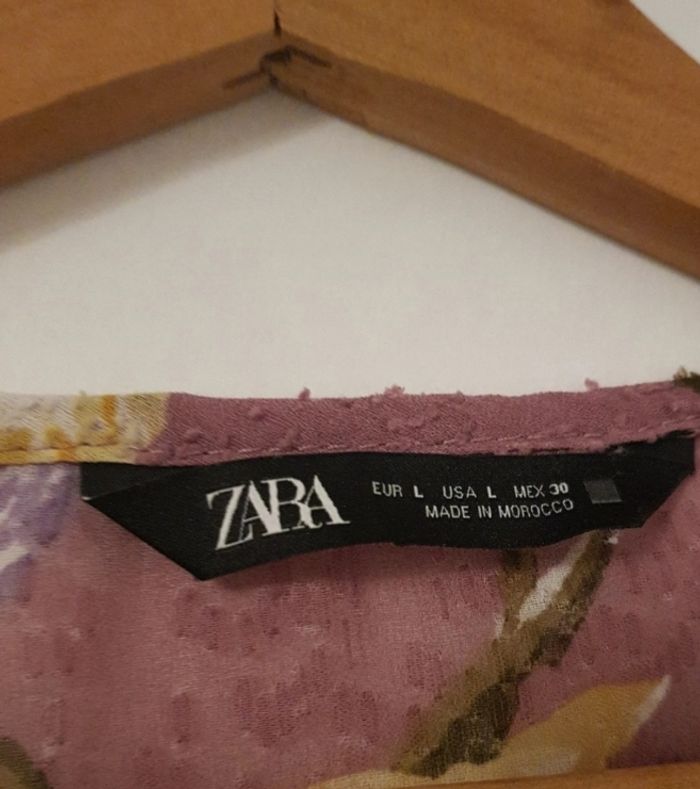 ZARA
EUR L USA L MEX 30
MADE IN MOROCCO